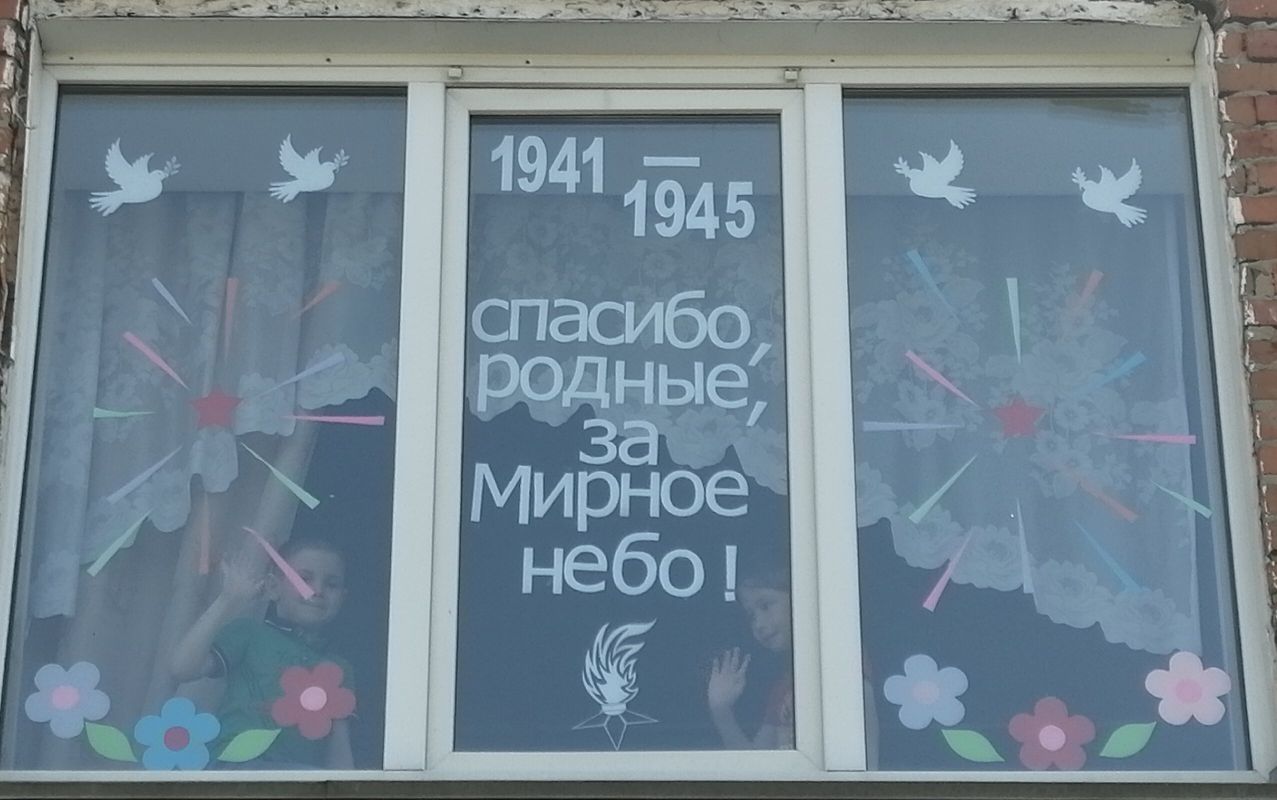 1941 –
1945
спасибо,
родные,
за
Мирное
небо!